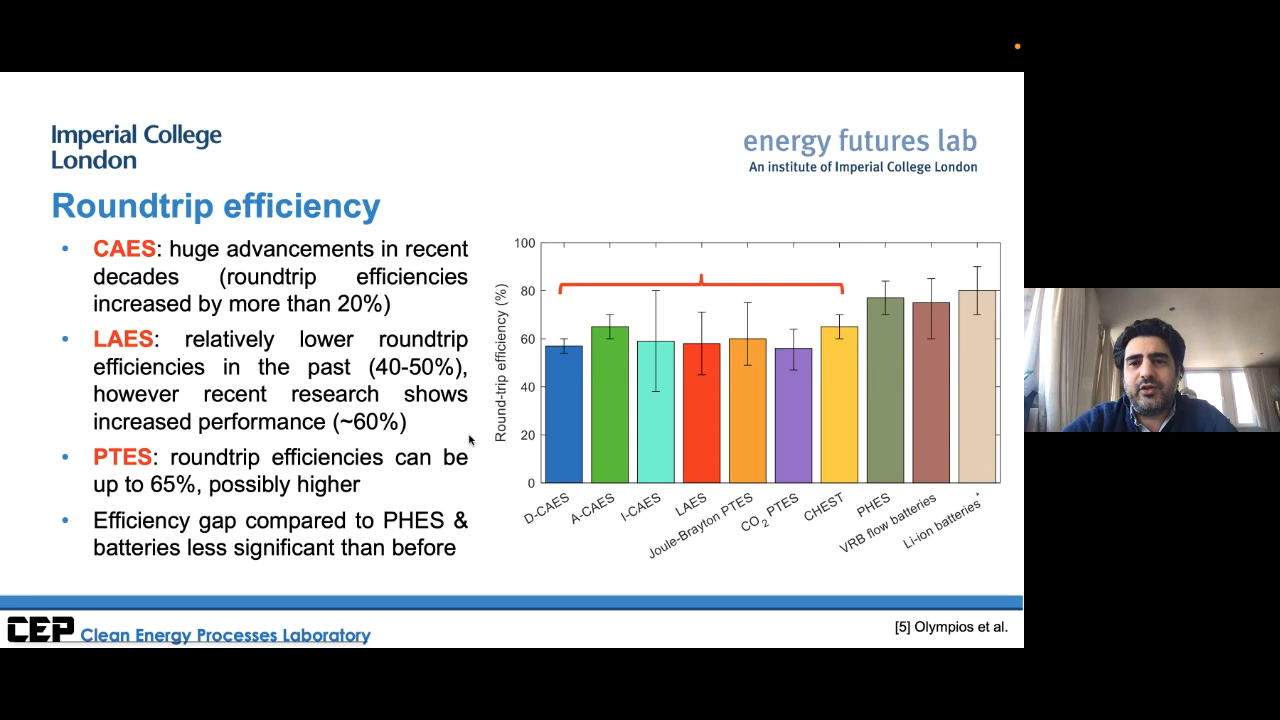 Imperial College
London
energy futures lab
An institute of Imperial College London
Roundtrip efficiency
• CAES: huge advancements in recent
decades (roundtrip efficiencies
increased by more than 20%)
• LAES: relatively lower roundtrip
efficiencies in the past (40-50%),
however recent research shows
increased performance (~60%)
• PTES: roundtrip efficiencies can be
up to 65%, possibly higher
• Efficiency gap compared to PHES &
batteries less significant than before
Round-trip efficiency (%)
100
80
60
40
20
0
D-CAES
A-CAES
I-CAES
LAES
Joule-Brayton PTES
CO2 PTES
CHEST
PHES
VRB flow batteries
Li-ion batteries*
CEP Clean Energy Processes Laboratory
[5] Olympios et al.